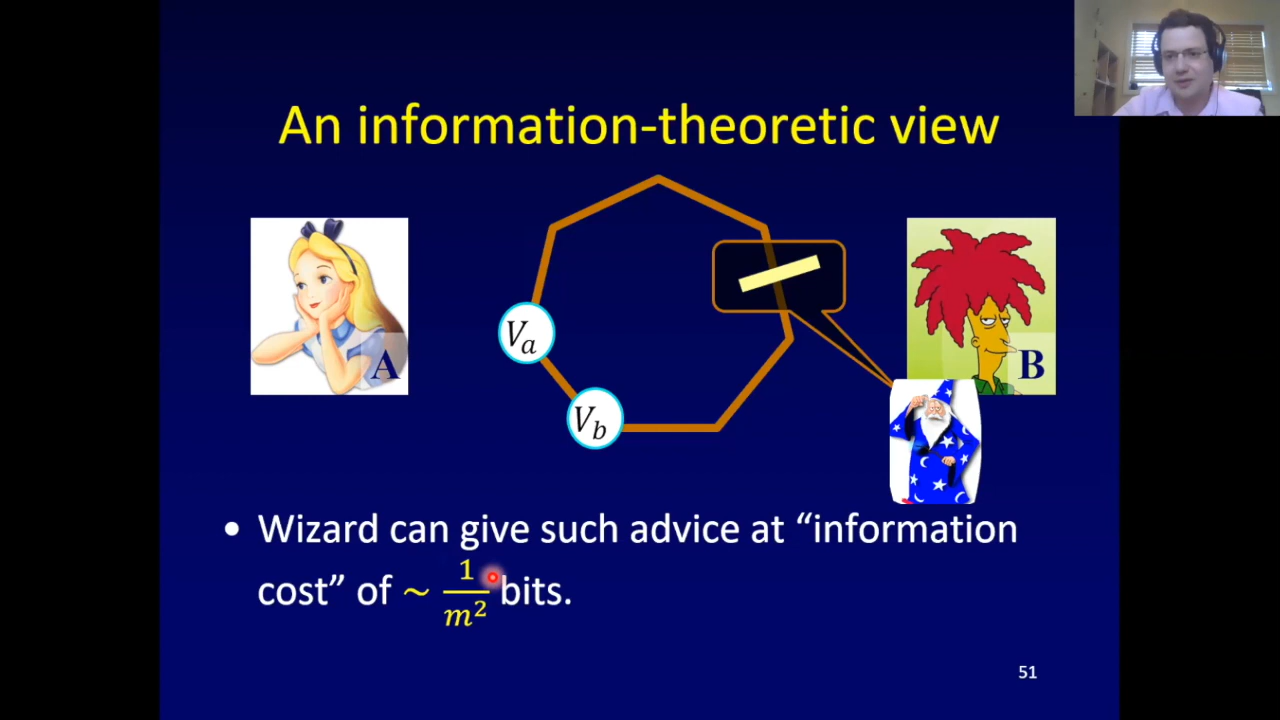 An information-theoretic view
A
B
V_a
V_b
• Wizard can give such advice at “information
cost” of ~ 1/m² bits.
51